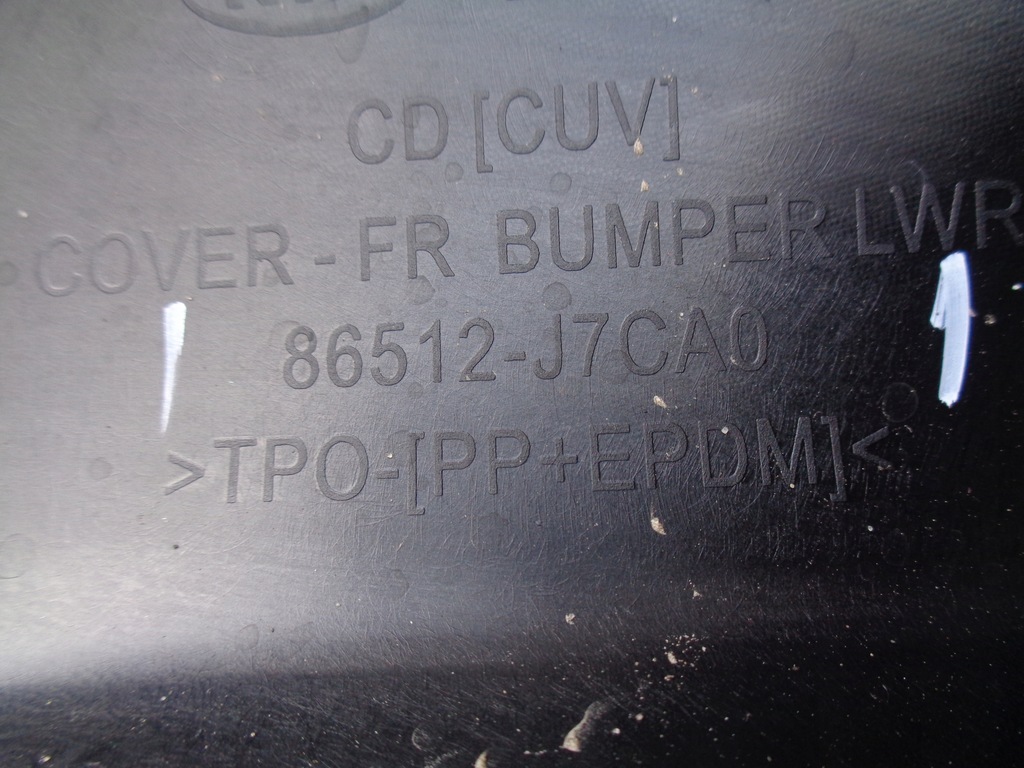 CD [CUV]
COVER - FR BUMPER LWR
86512-J7CA0
>TPO-[PP+EPDM]<